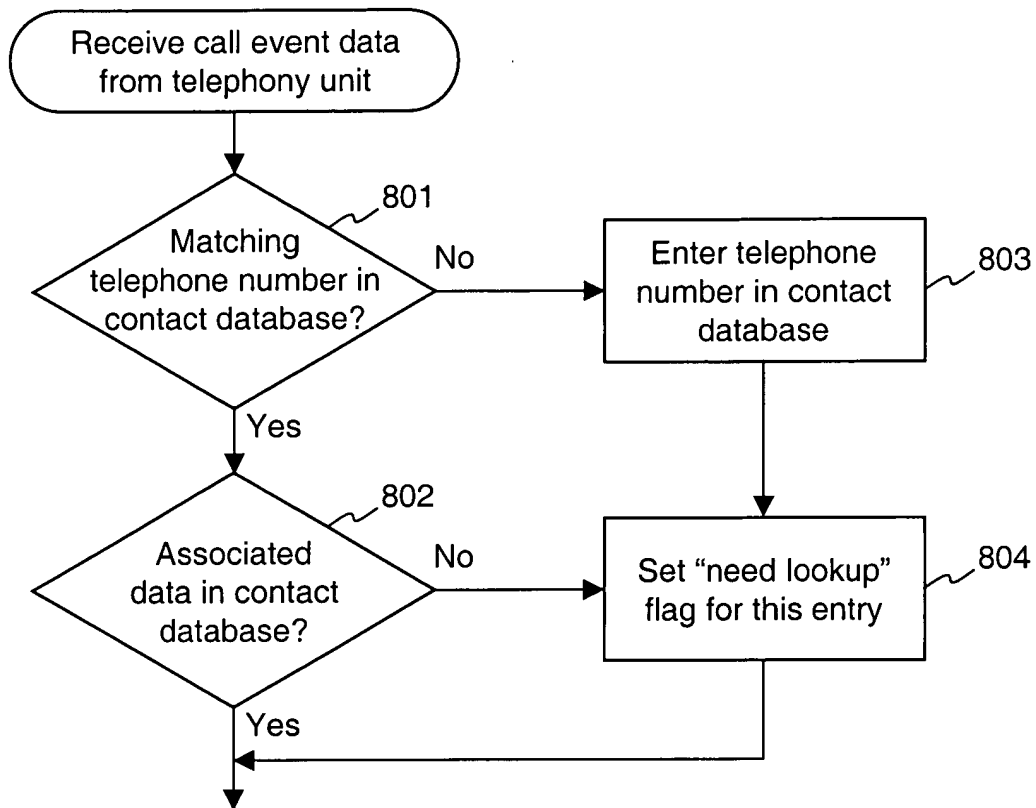 Receive call event data
from telephony unit
801
Matching
telephone number in
contact database?
No
Enter telephone
number in contact
database
803
Yes
802
Associated
data in contact
database?
No
Set “need lookup”
flag for this entry
804
Yes